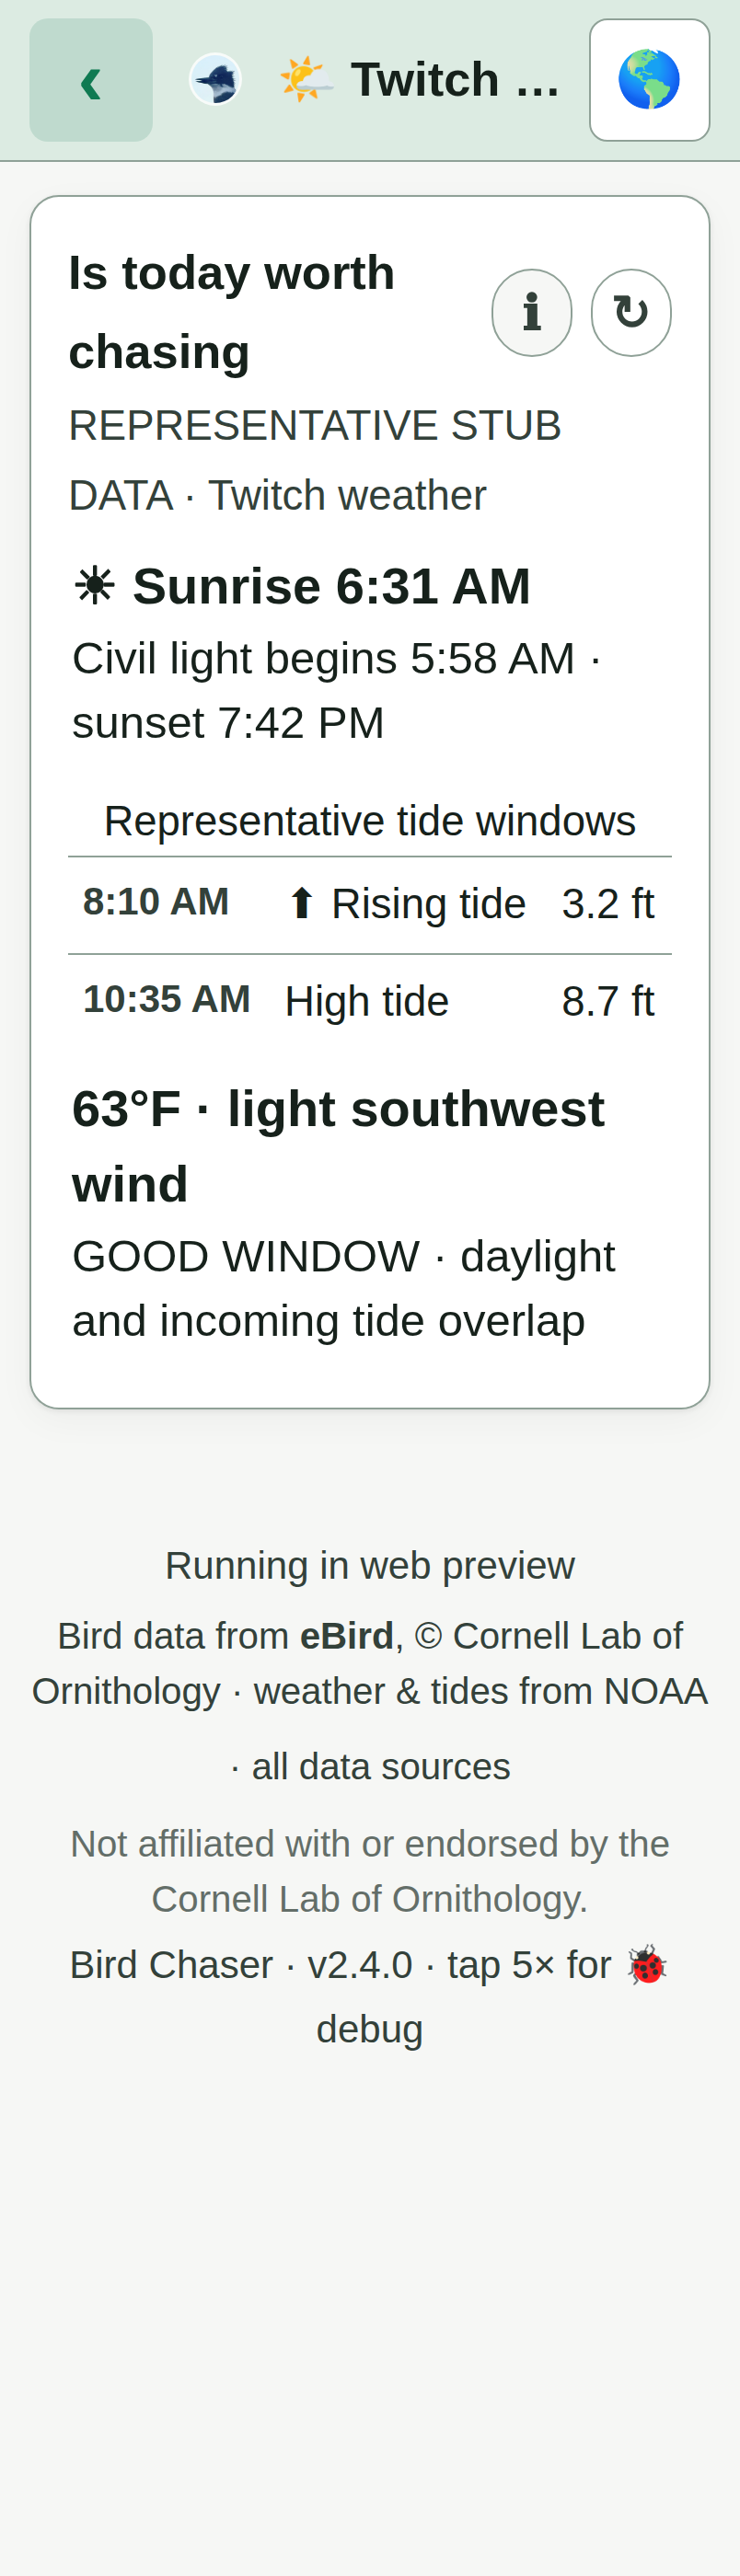 ‹ 🌤️ Twitch … 🌎
Is today worth
chasing
ℹ ↻
REPRESENTATIVE STUB
DATA · Twitch weather
☀ Sunrise 6:31 AM
Civil light begins 5:58 AM ·
sunset 7:42 PM
Representative tide windows
8:10 AM ⬆ Rising tide 3.2 ft
10:35 AM High tide 8.7 ft
63°F · light southwest
wind
GOOD WINDOW · daylight
and incoming tide overlap
Running in web preview
Bird data from eBird, © Cornell Lab of
Ornithology · weather & tides from NOAA
· all data sources
Not affiliated with or endorsed by the
Cornell Lab of Ornithology.
Bird Chaser · v2.4.0 · tap 5× for 🐞
debug